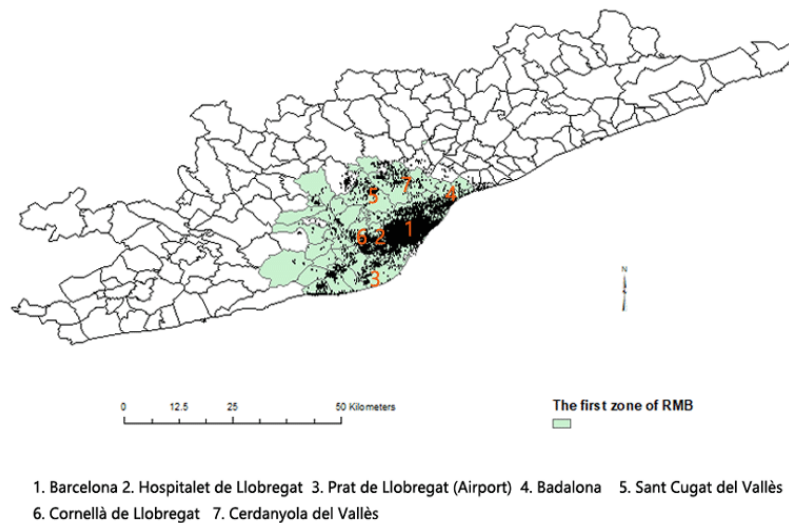 5 7 4
6 2 1
3
N
0 12.5 25 50 Kilometers
The first zone of RMB
1. Barcelona 2. Hospitalet de Llobregat 3. Prat de Llobregat (Airport) 4. Badalona 5. Sant Cugat del Vallès
6. Cornellà de Llobregat 7. Cerdanyola del Vallès